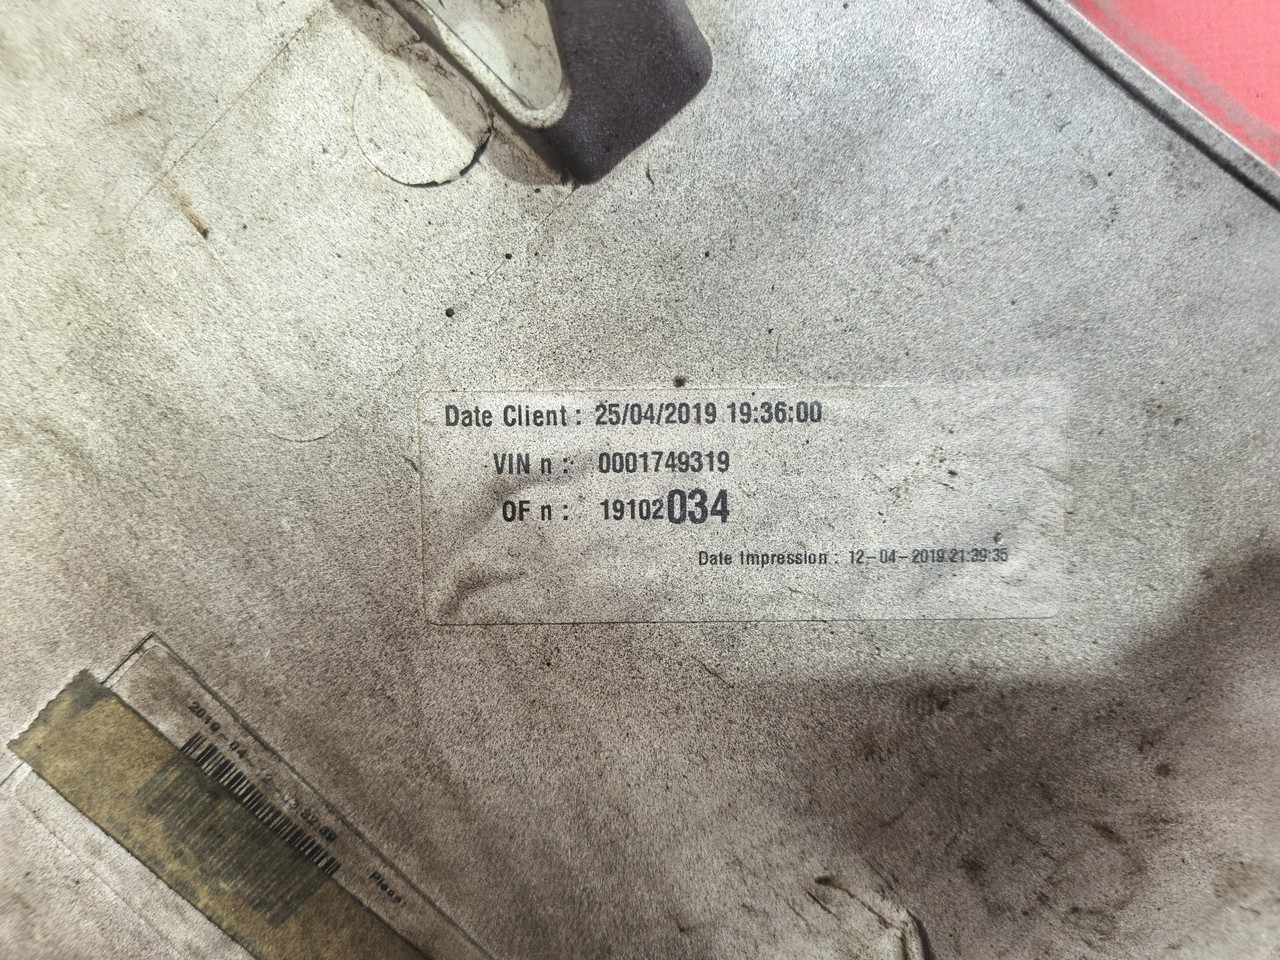 Date Client : 25/04/2019 19:36:00
VIN n : 0001749319
OF n : 19102034
Date Impression : 12-04-2019 21:39:35